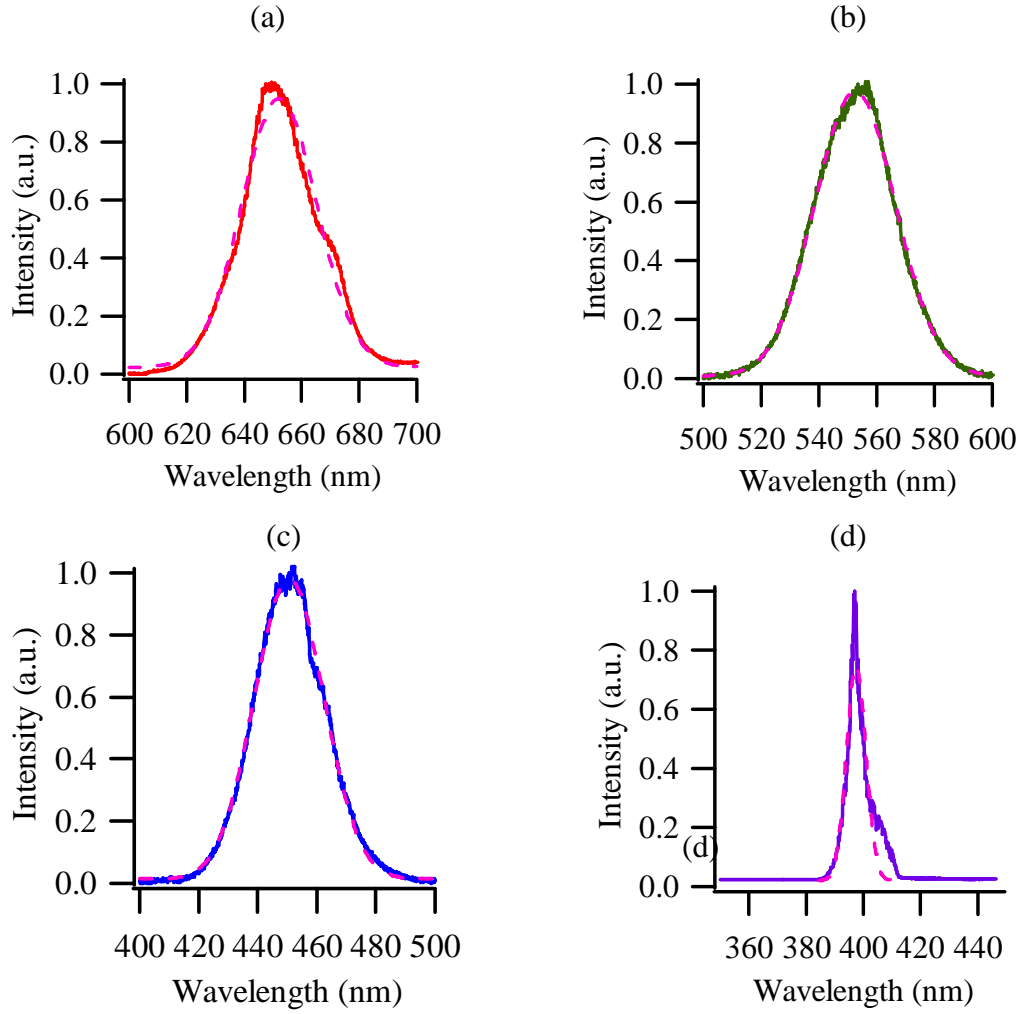 (a)
1.0
0.8
0.6
0.4
0.2
0.0
Intensity (a.u.)
600 620 640 660 680 700
Wavelength (nm)
(b)
1.0
0.8
0.6
0.4
0.2
0.0
Intensity (a.u.)
500 520 540 560 580 600
Wavelength (nm)
(c)
1.0
0.8
0.6
0.4
0.2
0.0
Intensity (a.u.)
400 420 440 460 480 500
Wavelength (nm)
(d)
1.0
0.8
0.6
0.4
0.2
0.0
Intensity (a.u.)
(d)
360 380 400 420 440
Wavelength (nm)